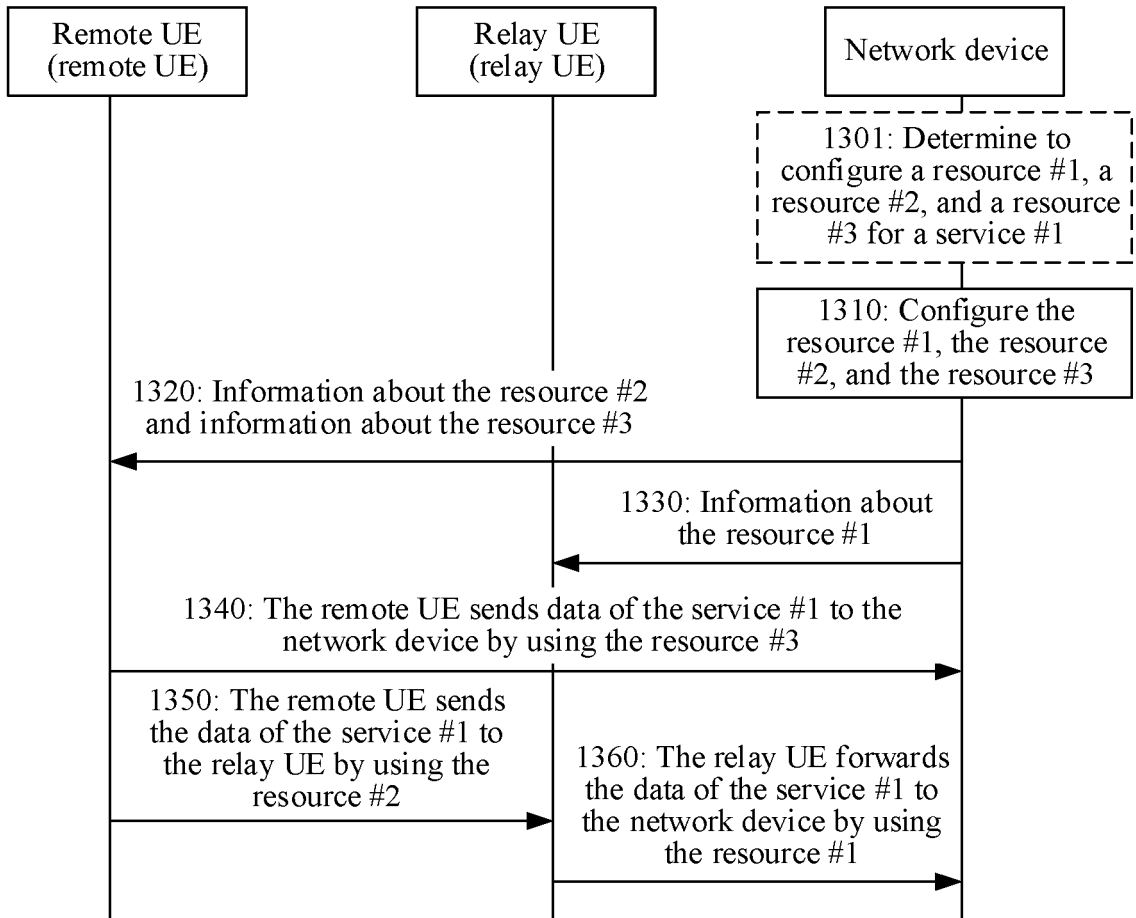 Remote UE
(remote UE)
Relay UE
(relay UE)
Network device
1301: Determine to
configure a resource #1, a
resource #2, and a resource
#3 for a service #1
1310: Configure the
resource #1, the resource
#2, and the resource #3
1320: Information about the resource #2
and information about the resource #3
1330: Information about
the resource #1
1340: The remote UE sends data of the service #1 to the
network device by using the resource #3
1350: The remote UE sends
the data of the service #1 to
the relay UE by using the
resource #2
1360: The relay UE forwards
the data of the service #1 to
the network device by using
the resource #1